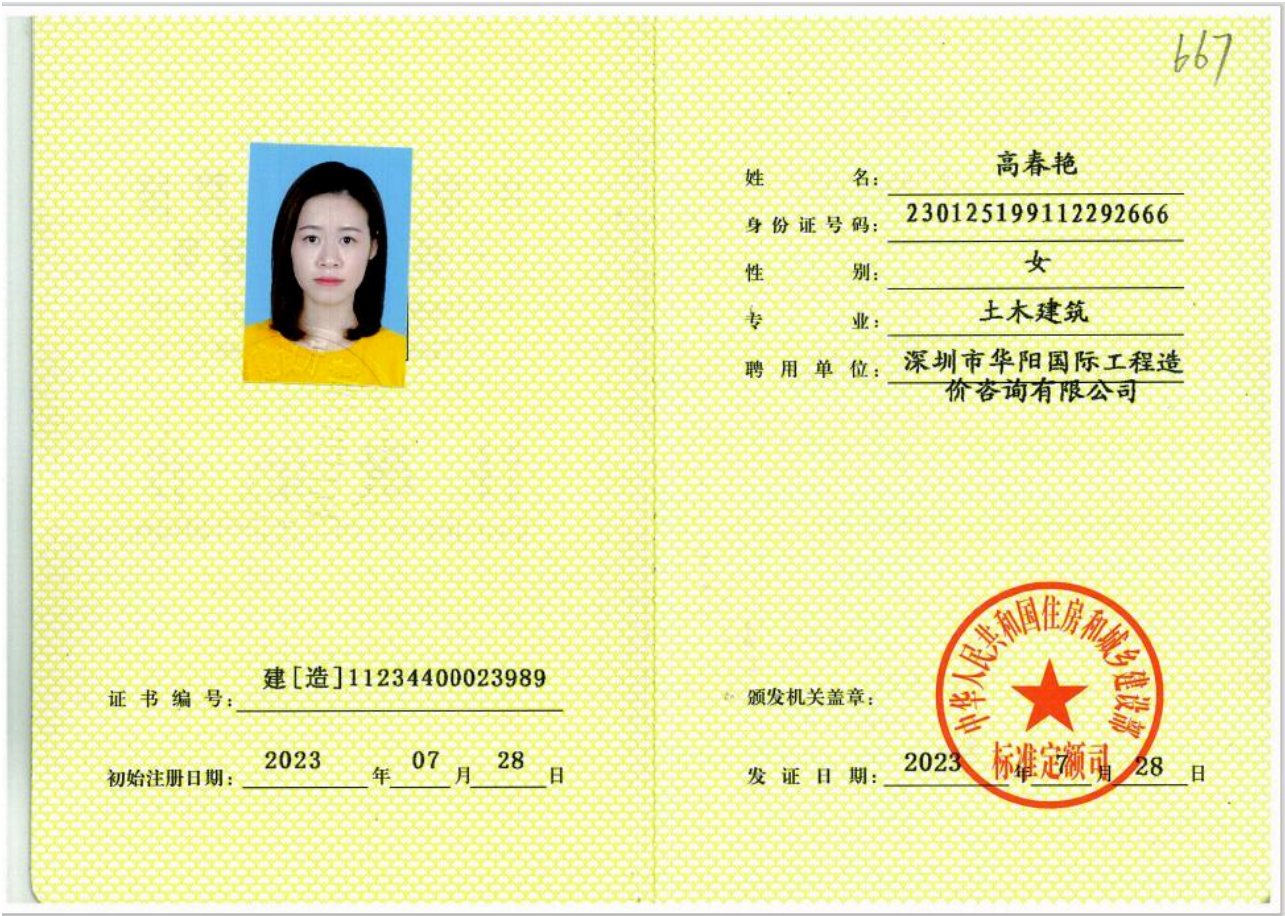 667
姓名：高春艳
身份证号码：230125199112292666
性别：女
专业：土木建筑
聘用单位：深圳市华阳国际工程造
价咨询有限公司
证书编号：建[造]11234400023989
初始注册日期：2023年07月28日
颁发机关盖章：
中华人民共和国住房和城乡建设部
标准定额司
发证日期：2023年7月28日